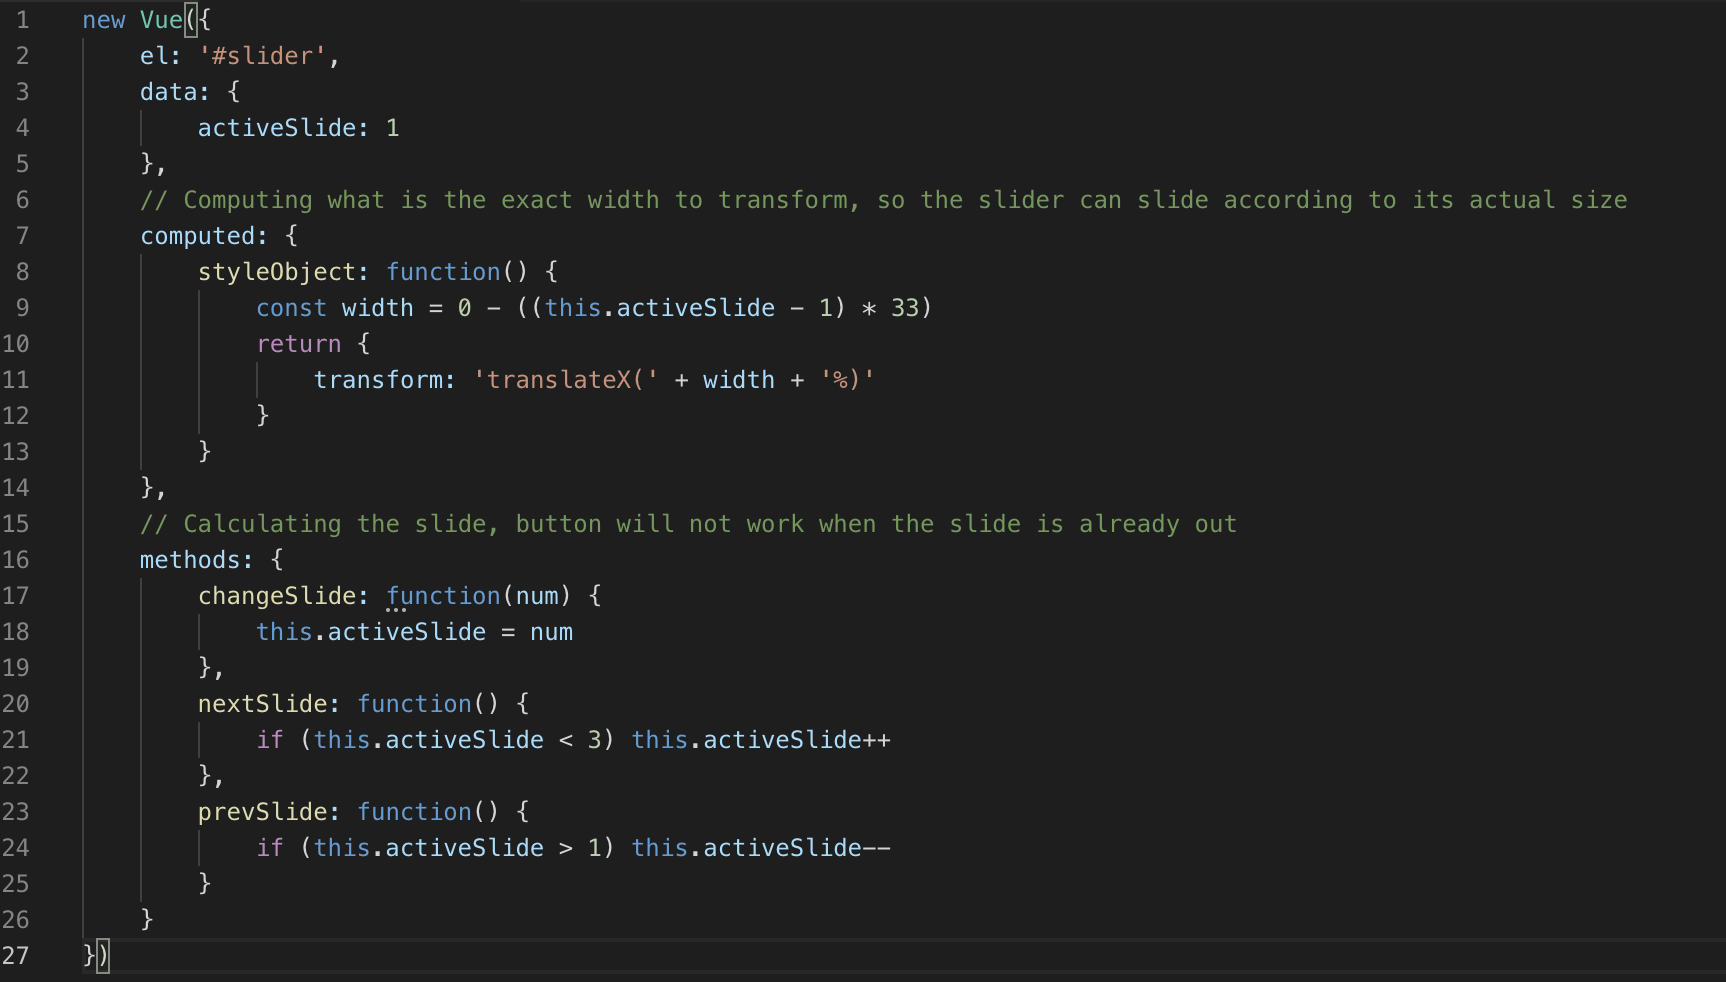 1 new Vue({
2 el: '#slider',
3 data: {
4 activeSlide: 1
5 },
6 // Computing what is the exact width to transform, so the slider can slide according to its actual size
7 computed: {
8 styleObject: function() {
9 const width = 0 - ((this.activeSlide - 1) * 33)
10 return {
11 transform: 'translateX(' + width + '%)'
12 }
13 }
14 },
15 // Calculating the slide, button will not work when the slide is already out
16 methods: {
17 changeSlide: function(num) {
18 this.activeSlide = num
19 },
20 nextSlide: function() {
21 if (this.activeSlide < 3) this.activeSlide++
22 },
23 prevSlide: function() {
24 if (this.activeSlide > 1) this.activeSlide--
25 }
26 }
27 })